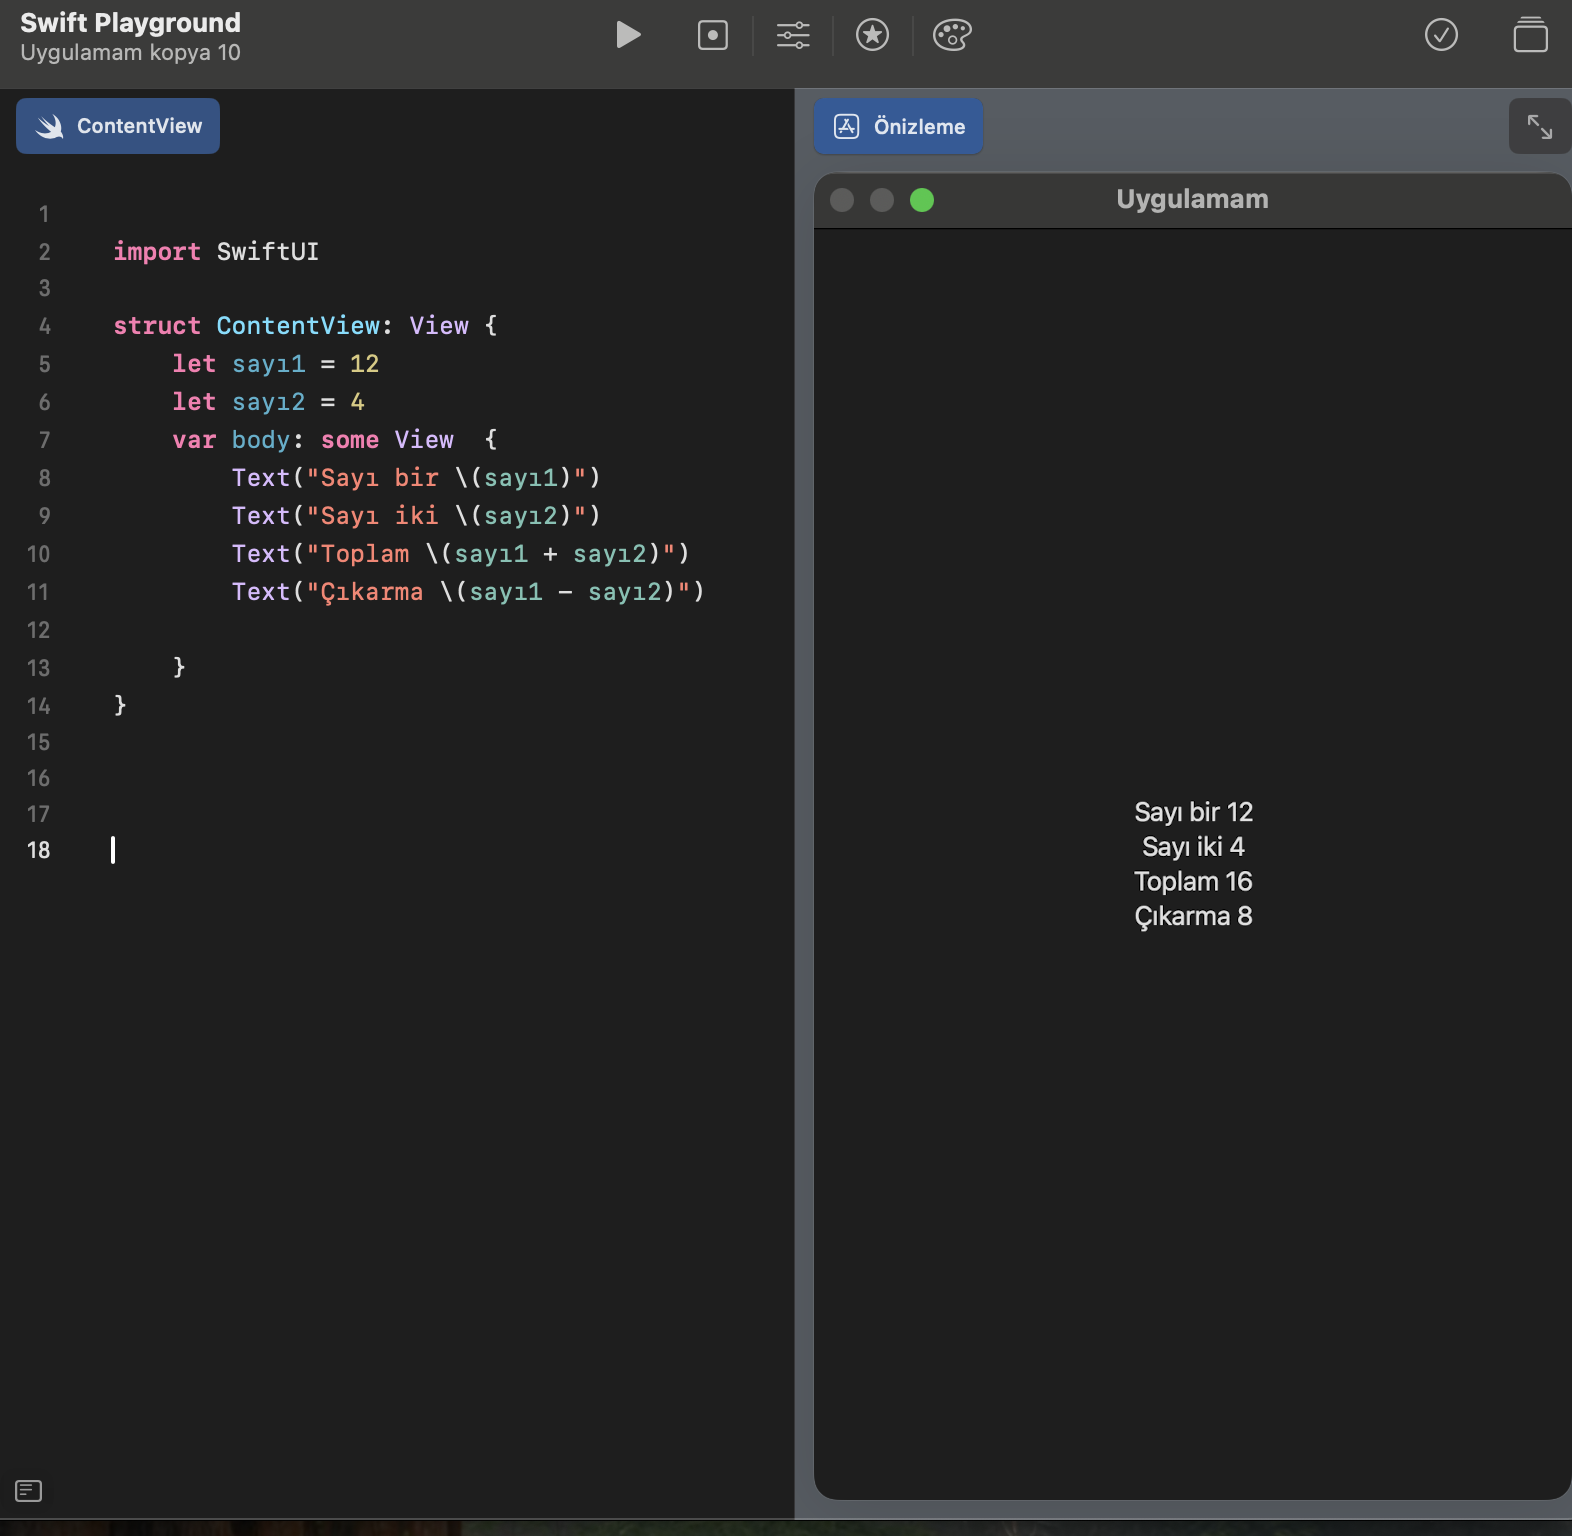 Swift Playground
Uygulamam kopya 10
ContentView
1
2 import SwiftUI
3
4 struct ContentView: View {
5 let sayı1 = 12
6 let sayı2 = 4
7 var body: some View  {
8 Text("Sayı bir \(sayı1)")
9 Text("Sayı iki \(sayı2)")
10 Text("Toplam \(sayı1 + sayı2)")
11 Text("Çıkarma \(sayı1 - sayı2)")
12
13 }
14 }
15
16
17
18
Önizleme
Uygulamam
Sayı bir 12
Sayı iki 4
Toplam 16
Çıkarma 8